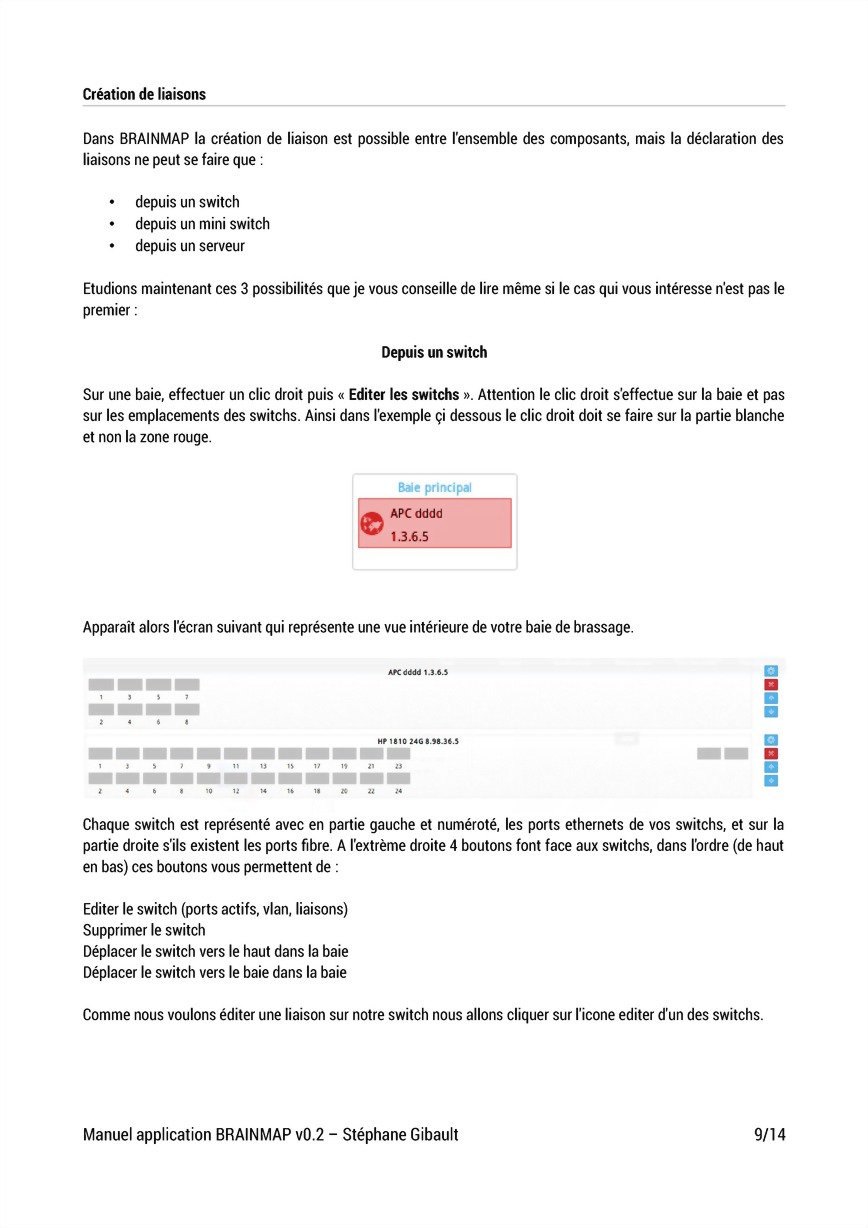 Création de liaisons
Dans BRAINMAP la création de liaison est possible entre l'ensemble des composants, mais la déclaration des
liaisons ne peut se faire que :
• depuis un switch
• depuis un mini switch
• depuis un serveur
Etudions maintenant ces 3 possibilités que je vous conseille de lire même si le cas qui vous intéresse n'est pas le
premier :
Depuis un switch
Sur une baie, effectuer un clic droit puis « Editer les switchs ». Attention le clic droit s'effectue sur la baie et pas
sur les emplacements des switchs. Ainsi dans l'exemple çi dessous le clic droit doit se faire sur la partie blanche
et non la zone rouge.
Baie principal
APC dddd
1.3.6.5
Apparaît alors l'écran suivant qui représente une vue intérieure de votre baie de brassage.
APC dddd 1.3.6.5
1 3 5 7
2 4 6 8
HP 1810 24G 8.98.36.5
1 3 5 7 9 11 13 15 17 19 21 23
2 4 6 8 10 12 14 16 18 20 22 24
Chaque switch est représenté avec en partie gauche et numéroté, les ports ethernets de vos switchs, et sur la
partie droite s'ils existent les ports fibre. A l'extrème droite 4 boutons font face aux switchs, dans l'ordre (de haut
en bas) ces boutons vous permettent de :
Editer le switch (ports actifs, vlan, liaisons)
Supprimer le switch
Déplacer le switch vers le haut dans la baie
Déplacer le switch vers le baie dans la baie
Comme nous voulons éditer une liaison sur notre switch nous allons cliquer sur l'icone editer d'un des switchs.
Manuel application BRAINMAP v0.2 – Stéphane Gibault 9/14